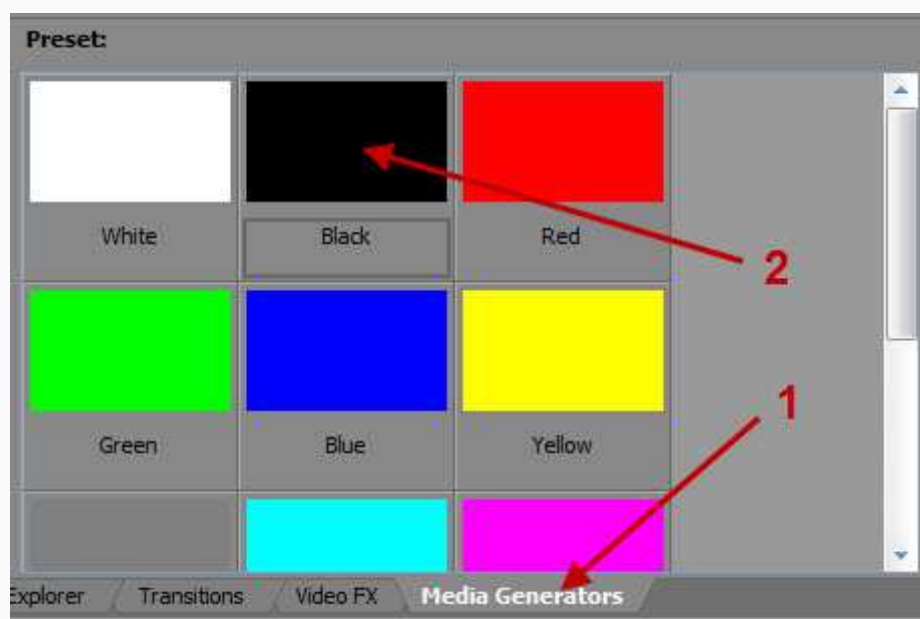 Preset:
White Black Red
2
1
Green Blue Yellow
Explorer Transitions Video FX Media Generators